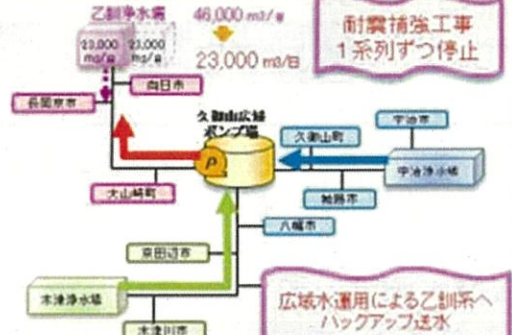 乙訓浄水場
46,000 m3/日
23,000
m3/日
23,000
m3/日
23,000 m3/日
耐震補強工事
1系列ずつ停止
向日市
長岡京市
久御山広域
ポンプ場
P
大山崎町
久御山町
宇治市
宇治浄水場
城陽市
八幡市
京田辺市
木津浄水場
木津川市
広域水運用による乙訓系へ
バックアップ送水